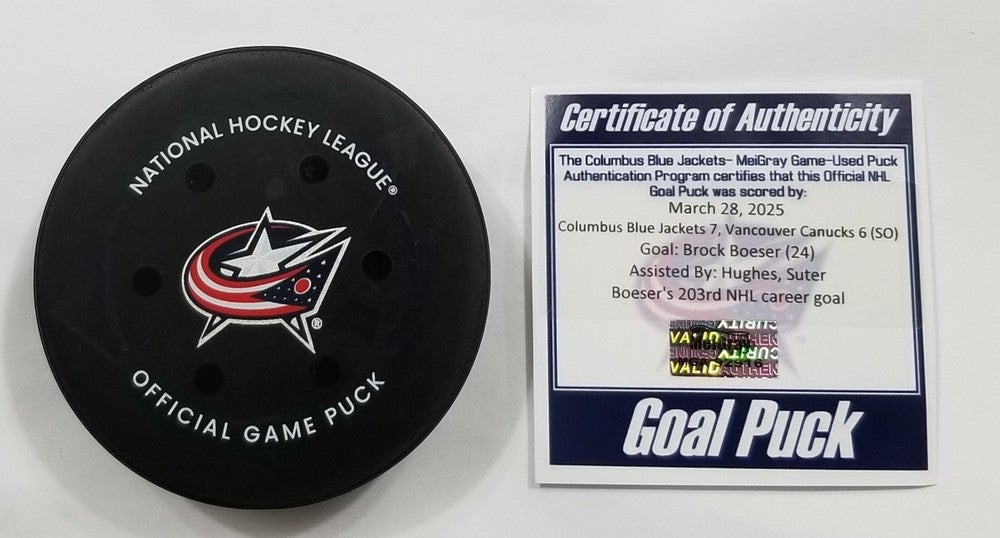 NATIONAL HOCKEY LEAGUE®
®
OFFICIAL GAME PUCK
Certificate of Authenticity
The Columbus Blue Jackets- MeiGray Game-Used Puck
Authentication Program certifies that this Official NHL
Goal Puck was scored by:
March 28, 2025
Columbus Blue Jackets 7, Vancouver Canucks 6 (SO)
Goal: Brock Boeser (24)
Assisted By: Hughes, Suter
Boeser's 203rd NHL career goal
MeiGray
VALID
Goal Puck